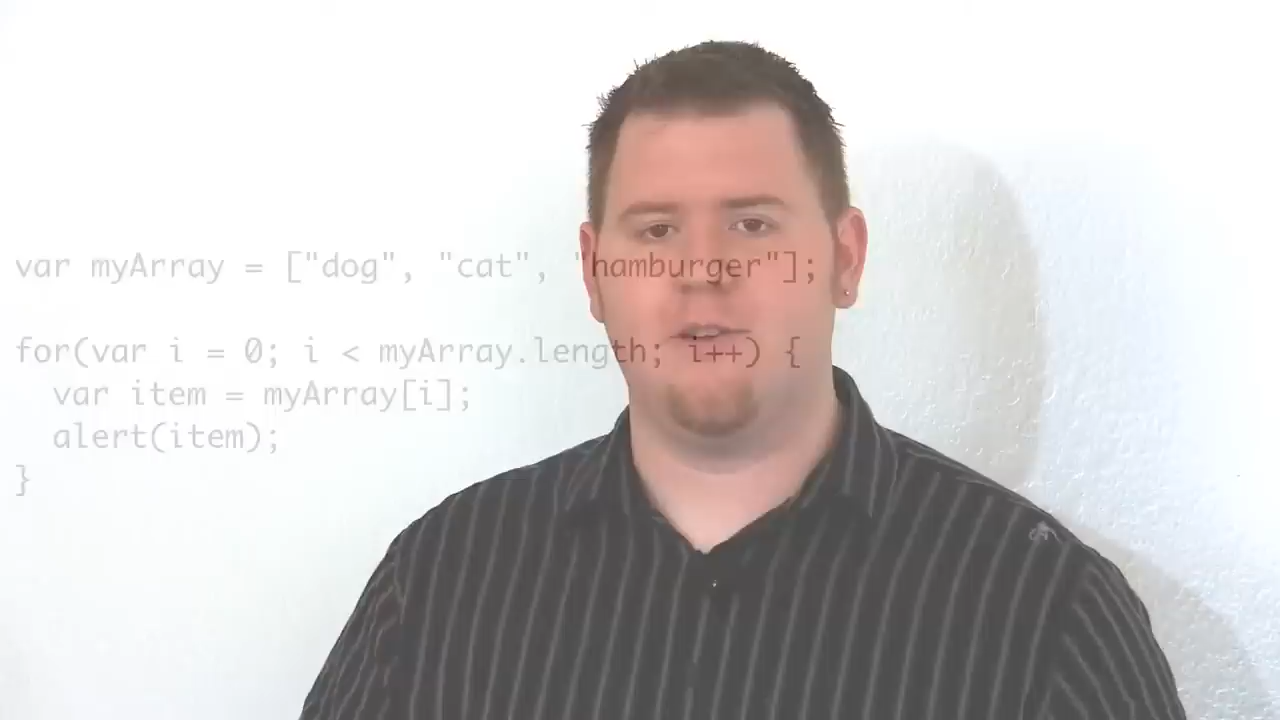 var myArray = ["dog", "cat", "hamburger"];
for(var i = 0; i < myArray.length; i++) {
  var item = myArray[i];
  alert(item);
}